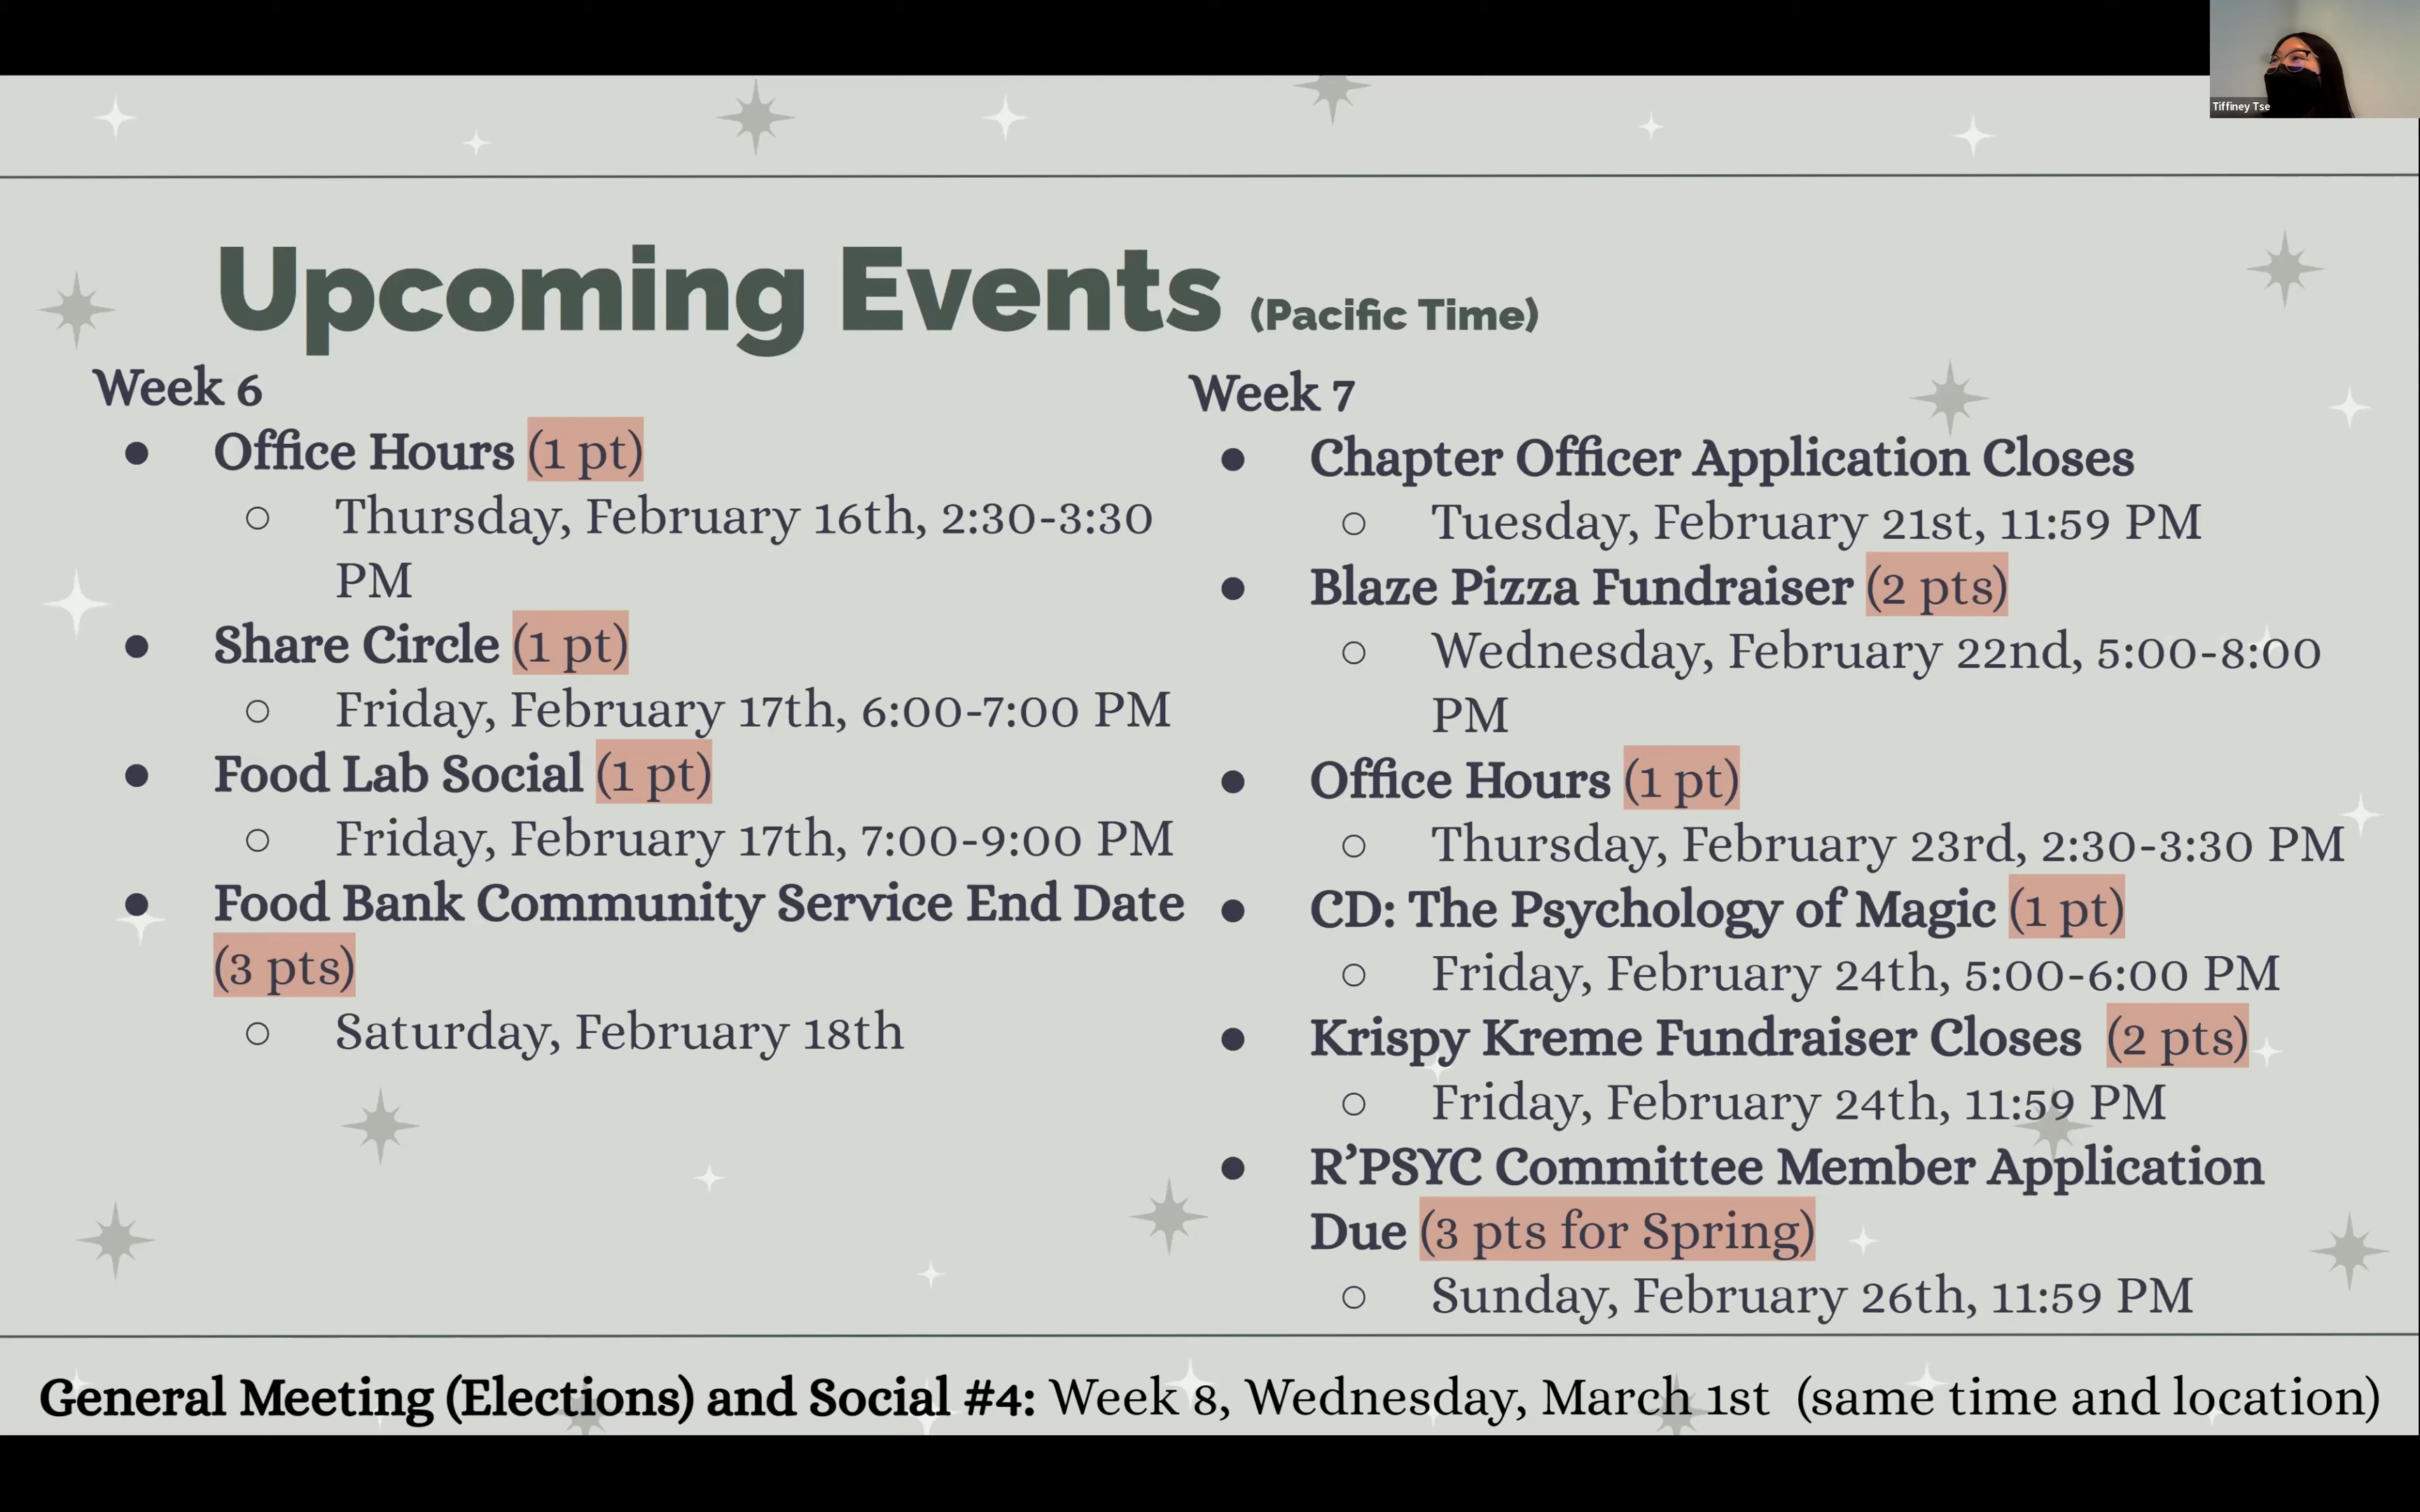 Tiffiney Tse
Upcoming Events (Pacific Time)
Week 6
● Office Hours (1 pt)
○ Thursday, February 16th, 2:30-3:30
PM
● Share Circle (1 pt)
○ Friday, February 17th, 6:00-7:00 PM
● Food Lab Social (1 pt)
○ Friday, February 17th, 7:00-9:00 PM
● Food Bank Community Service End Date
(3 pts)
○ Saturday, February 18th
Week 7
● Chapter Officer Application Closes
○ Tuesday, February 21st, 11:59 PM
● Blaze Pizza Fundraiser (2 pts)
○ Wednesday, February 22nd, 5:00-8:00
PM
● Office Hours (1 pt)
○ Thursday, February 23rd, 2:30-3:30 PM
● CD: The Psychology of Magic (1 pt)
○ Friday, February 24th, 5:00-6:00 PM
● Krispy Kreme Fundraiser Closes (2 pts)
○ Friday, February 24th, 11:59 PM
● R’PSYC Committee Member Application
Due (3 pts for Spring)
○ Sunday, February 26th, 11:59 PM
General Meeting (Elections) and Social #4: Week 8, Wednesday, March 1st (same time and location)